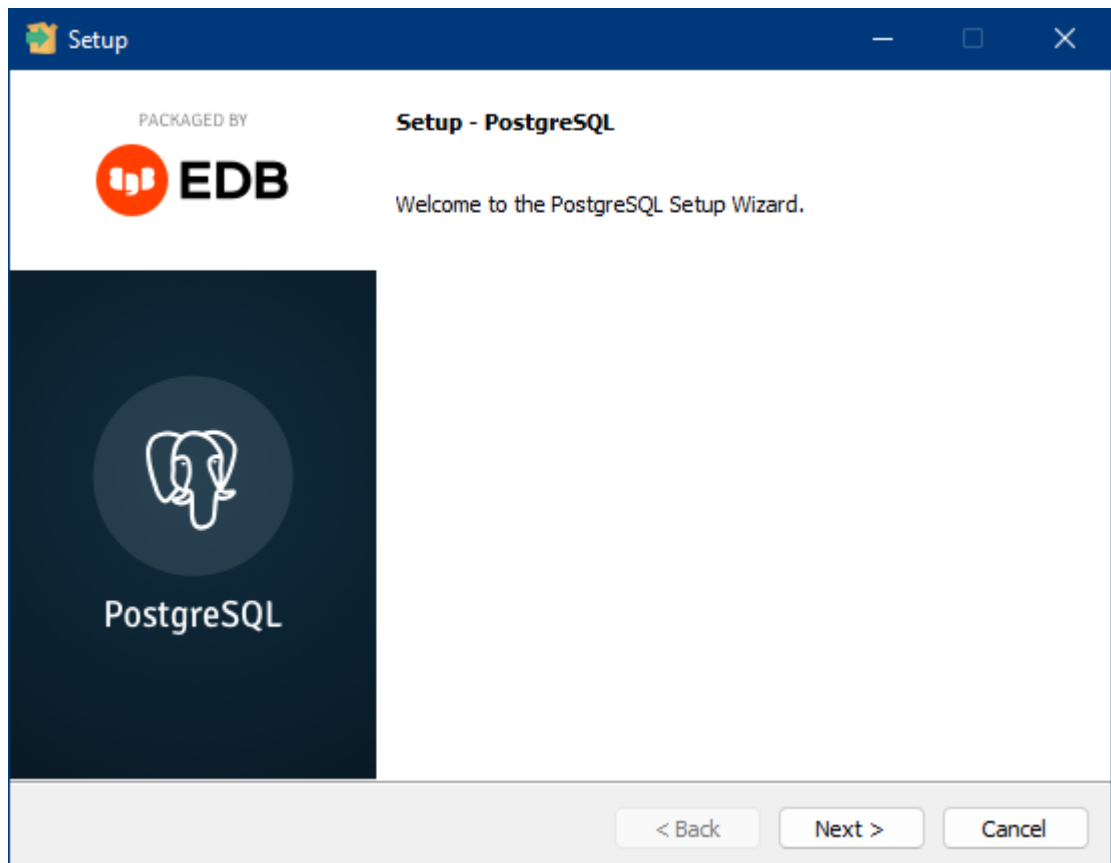 Setup
PACKAGED BY
EDB
Setup - PostgreSQL
Welcome to the PostgreSQL Setup Wizard.
PostgreSQL
< Back
Next >
Cancel